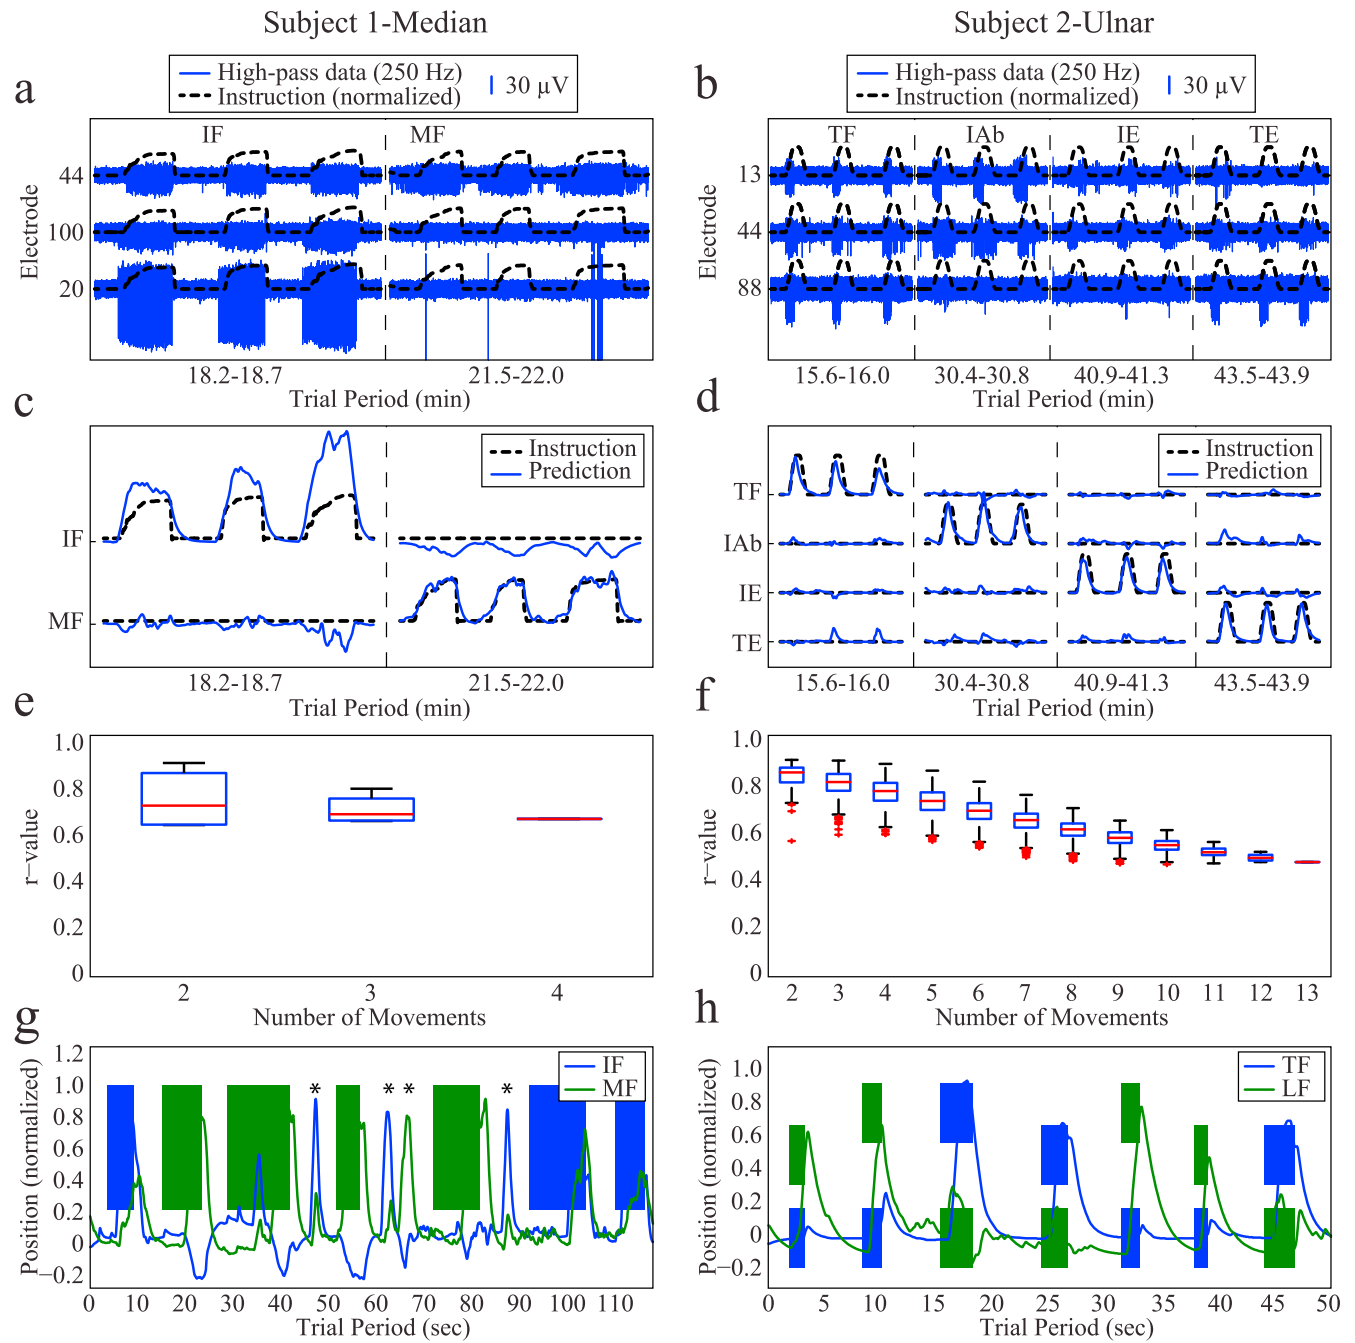 Subject 1-Median
Subject 2-Ulnar
a
High-pass data (250 Hz)
30 µV
Instruction (normalized)
IF
MF
Electrode
44
100
20
18.2-18.7
21.5-22.0
Trial Period (min)
b
High-pass data (250 Hz)
30 µV
Instruction (normalized)
TF
IAb
IE
TE
Electrode
13
44
88
15.6-16.0
30.4-30.8
40.9-41.3
43.5-43.9
Trial Period (min)
c
Instruction
Prediction
IF
MF
18.2-18.7
21.5-22.0
Trial Period (min)
d
Instruction
Prediction
TF
IAb
IE
TE
15.6-16.0
30.4-30.8
40.9-41.3
43.5-43.9
Trial Period (min)
e
r−value
1.0
0.8
0.6
0.4
0.2
0
2
3
4
Number of Movements
f
r−value
1.0
0.8
0.6
0.4
0.2
0
2 3 4 5 6 7 8 9 10 11 12 13
Number of Movements
g
Position (normalized)
1.2
1.0
0.8
0.6
0.4
0.2
0
−0.2
IF
MF
* * * *
0 10 20 30 40 50 60 70 80 90 100 110
Trial Period (sec)
h
Position (normalized)
1.0
0.8
0.6
0.4
0.2
0
−0.2
TF
LF
0 5 10 15 20 25 30 35 40 45 50
Trial Period (sec)